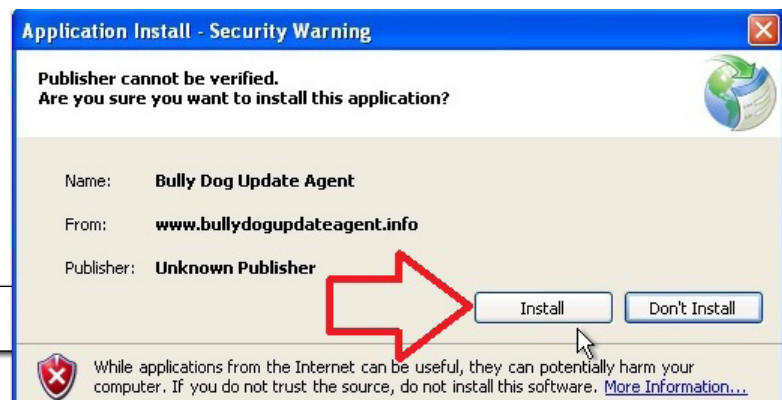 Application Install - Security Warning
Publisher cannot be verified.
Are you sure you want to install this application?
Name: Bully Dog Update Agent
From: www.bullydogupdateagent.info
Publisher: Unknown Publisher
Install Don't Install
While applications from the Internet can be useful, they can potentially harm your
computer. If you do not trust the source, do not install this software. More Information...